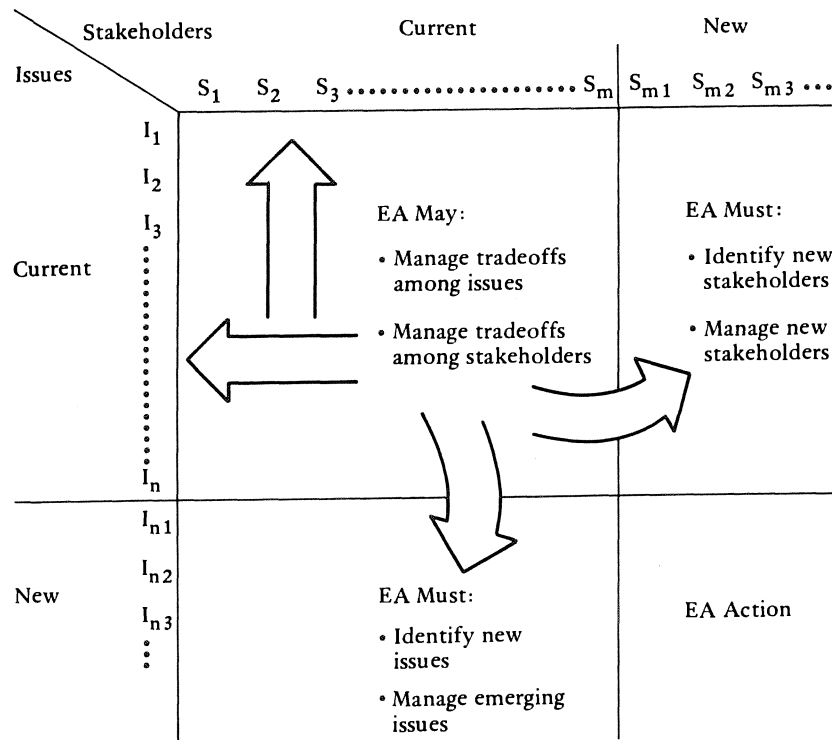 Stakeholders Current New
Issues
S1 S2 S3 •••••••••••••••••••• Sm Sm1 Sm2 Sm3 ••••
I1
I2
I3
Current
In
EA May:
• Manage tradeoffs
among issues
• Manage tradeoffs
among stakeholders
EA Must:
• Identify new
stakeholders
• Manage new
stakeholders
In1
In2
New
In3
EA Must:
• Identify new
issues
• Manage emerging
issues
EA Action